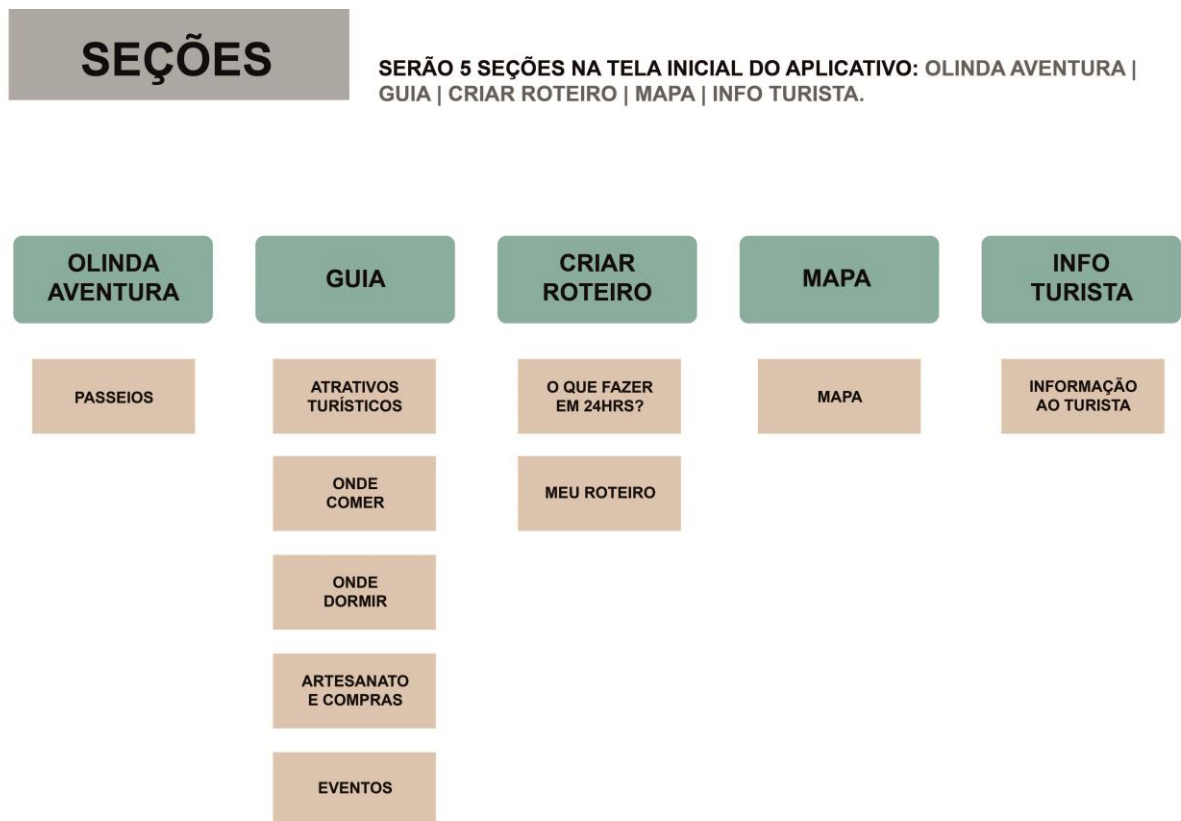 SEÇÕES
SERÃO 5 SEÇÕES NA TELA INICIAL DO APLICATIVO: OLINDA AVENTURA |
GUIA | CRIAR ROTEIRO | MAPA | INFO TURISTA.
OLINDA
AVENTURA
PASSEIOS
GUIA
ATRATIVOS
TURÍSTICOS
ONDE
COMER
ONDE
DORMIR
ARTESANATO
E COMPRAS
EVENTOS
CRIAR
ROTEIRO
O QUE FAZER
EM 24HRS?
MEU ROTEIRO
MAPA
MAPA
INFO
TURISTA
INFORMAÇÃO
AO TURISTA